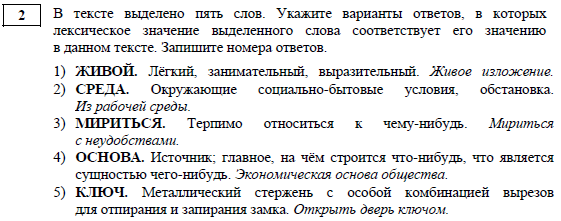 2
В тексте выделено пять слов. Укажите варианты ответов, в которых
лексическое значение выделенного слова соответствует его значению
в данном тексте. Запишите номера ответов.
1) ЖИВОЙ. Лёгкий, занимательный, выразительный. Живое изложение.
2) СРЕДА. Окружающие социально-бытовые условия, обстановка.
Из рабочей среды.
3) МИРИТЬСЯ. Терпимо относиться к чему-нибудь. Мириться
с неудобствами.
4) ОСНОВА. Источник; главное, на чём строится что-нибудь, что является
сущностью чего-нибудь. Экономическая основа общества.
5) КЛЮЧ. Металлический стержень с особой комбинацией вырезов
для отпирания и запирания замка. Открыть дверь ключом.